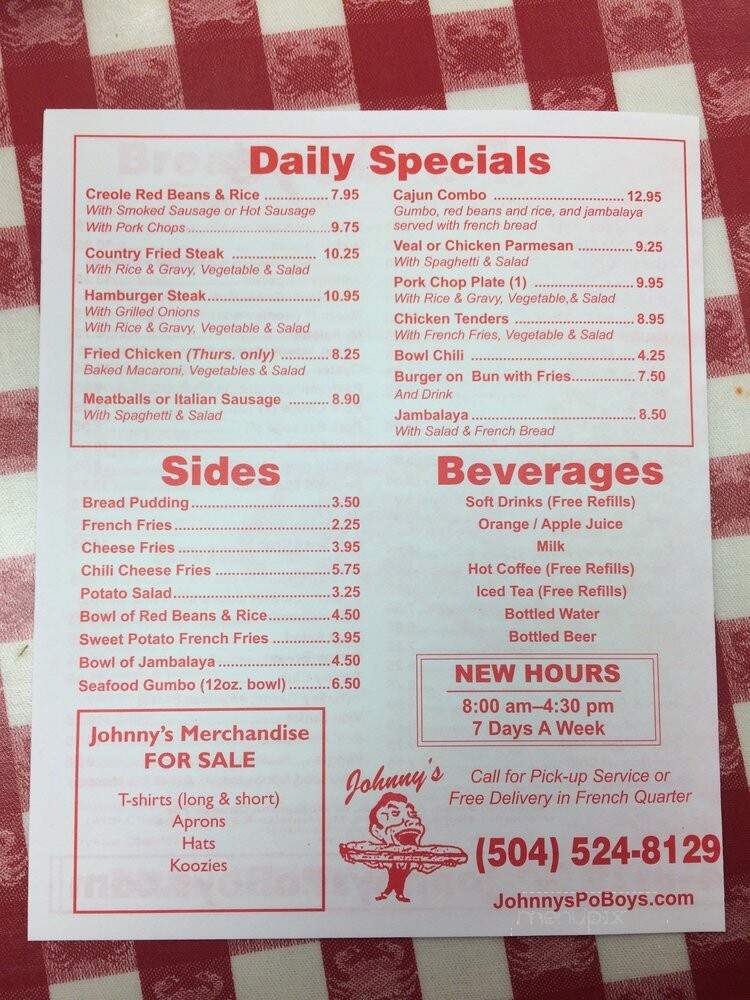 Daily Specials
Creole Red Beans & Rice ................ 7.95
With Smoked Sausage or Hot Sausage
With Pork Chops ....................................9.75
Country Fried Steak ..................... 10.25
With Rice & Gravy, Vegetable & Salad
Hamburger Steak............................ 10.95
With Grilled Onions
With Rice & Gravy, Vegetable & Salad
Fried Chicken (Thurs. only) ............ 8.25
Baked Macaroni, Vegetables & Salad
Meatballs or Italian Sausage .......... 8.90
With Spaghetti & Salad
Cajun Combo ................................ 12.95
Gumbo, red beans and rice, and jambalaya
served with french bread
Veal or Chicken Parmesan .............. 9.25
With Spaghetti & Salad
Pork Chop Plate (1) ......................... 9.95
With Rice & Gravy, Vegetable,& Salad
Chicken Tenders .............................. 8.95
With French Fries, Vegetable & Salad
Bowl Chili ......................................... 4.25
Burger on Bun with Fries................ 7.50
And Drink
Jambalaya......................................... 8.50
With Salad & French Bread
Sides
Bread Pudding...................................3.50
French Fries.......................................2.25
Cheese Fries ......................................3.95
Chili Cheese Fries .............................5.75
Potato Salad.......................................3.25
Bowl of Red Beans & Rice...............4.50
Sweet Potato French Fries ..............3.95
Bowl of Jambalaya ............................4.50
Seafood Gumbo (12oz. bowl) ..........6.50
Beverages
Soft Drinks (Free Refills)
Orange / Apple Juice
Milk
Hot Coffee (Free Refills)
Iced Tea (Free Refills)
Bottled Water
Bottled Beer
NEW HOURS
8:00 am–4:30 pm
7 Days A Week
Johnny's Merchandise
FOR SALE
T-shirts (long & short)
Aprons
Hats
Koozies
Johnny's
Call for Pick-up Service or
Free Delivery in French Quarter
(504) 524-8129
JohnnysPoBoys.com
menupix